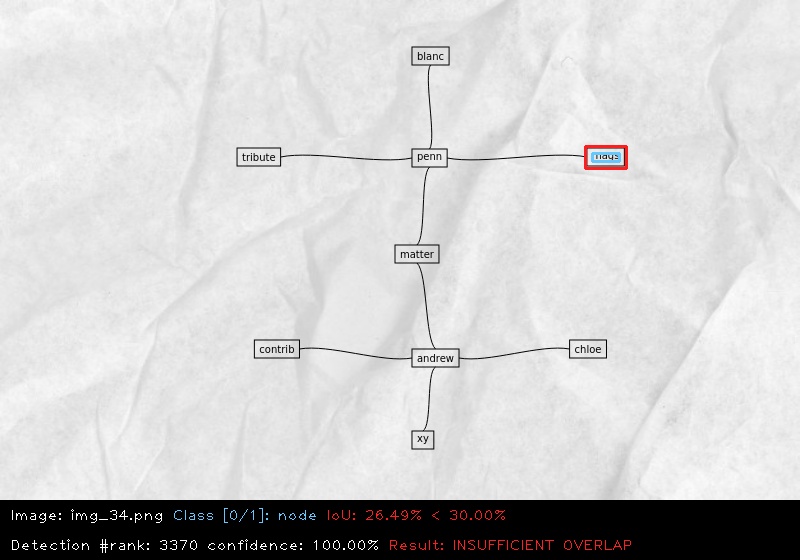 blanc
tribute
penn
matter
contrib
andrew
chloe
xy
Image: img_34.png Class [0/1]: node IoU: 26.49% < 30.00%
Detection #rank: 3370 confidence: 100.00% Result: INSUFFICIENT OVERLAP